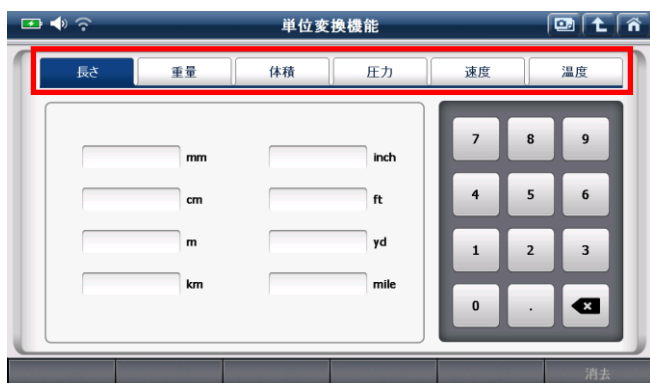 単位変換機能
長さ 重量 体積 圧力 速度 温度
mm inch 7 8 9
cm ft 4 5 6
m yd 1 2 3
km mile 0 .
消去